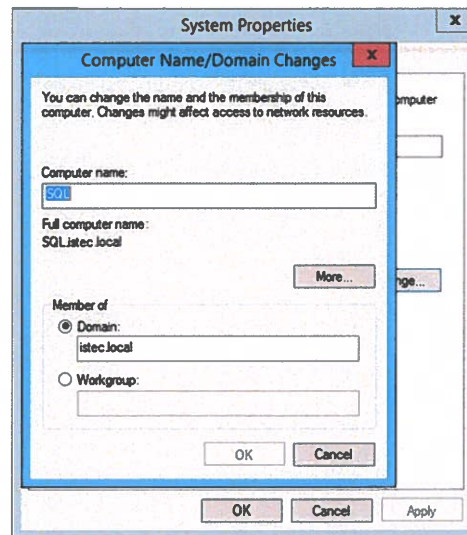 System Properties
x
Computer Name/Domain Changes
x
You can change the name and the membership of this
computer. Changes might affect access to network resources.
omputer
Computer name:
SQL
Full computer name:
SQL.istec.local
More...
nge...
Member of
Domain:
istec.local
Workgroup:
OK
Cancel
OK
Cancel
Apply